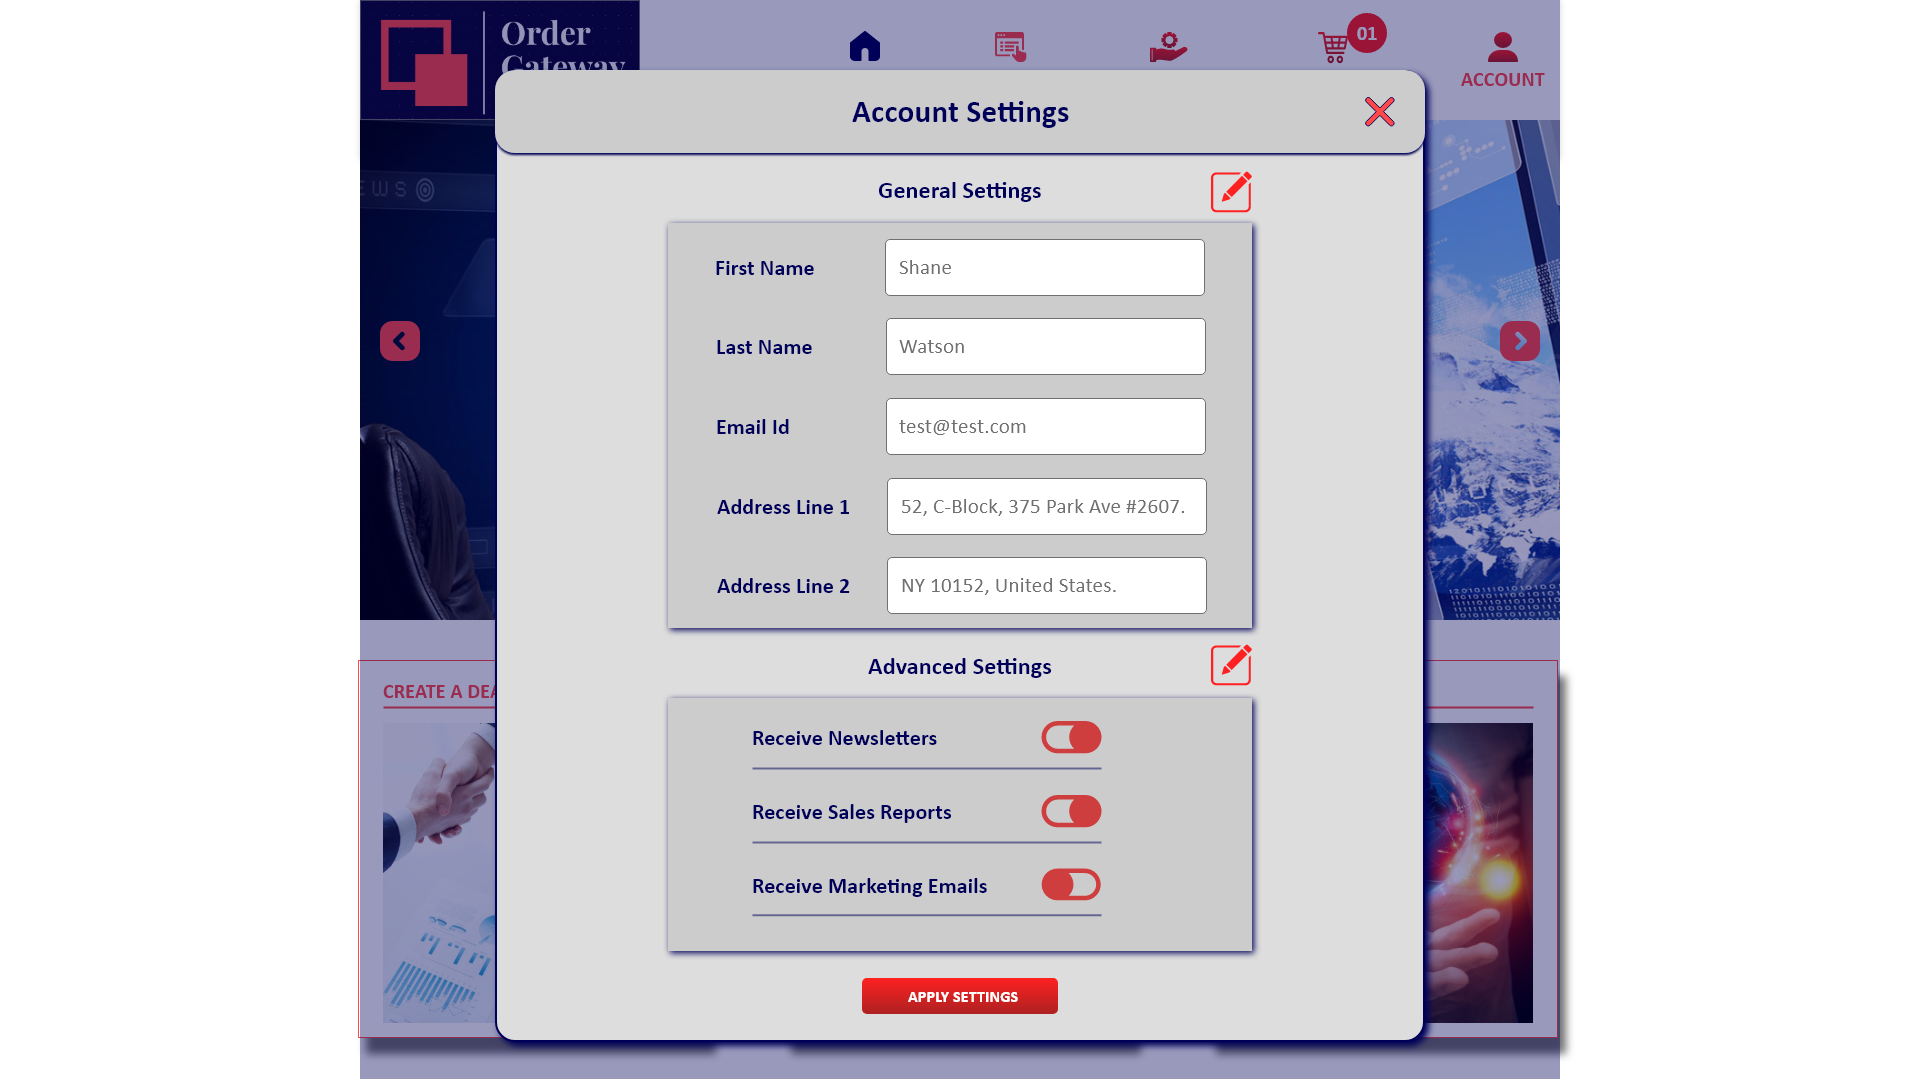 Order
Gateway
01
ACCOUNT
Account Settings
EWS
General Settings
First Name
Shane
Last Name
Watson
Email Id
test@test.com
Address Line 1
52, C-Block, 375 Park Ave #2607.
Address Line 2
NY 10152, United States.
Advanced Settings
CREATE A DEA
Receive Newsletters
Receive Sales Reports
Receive Marketing Emails
APPLY SETTINGS